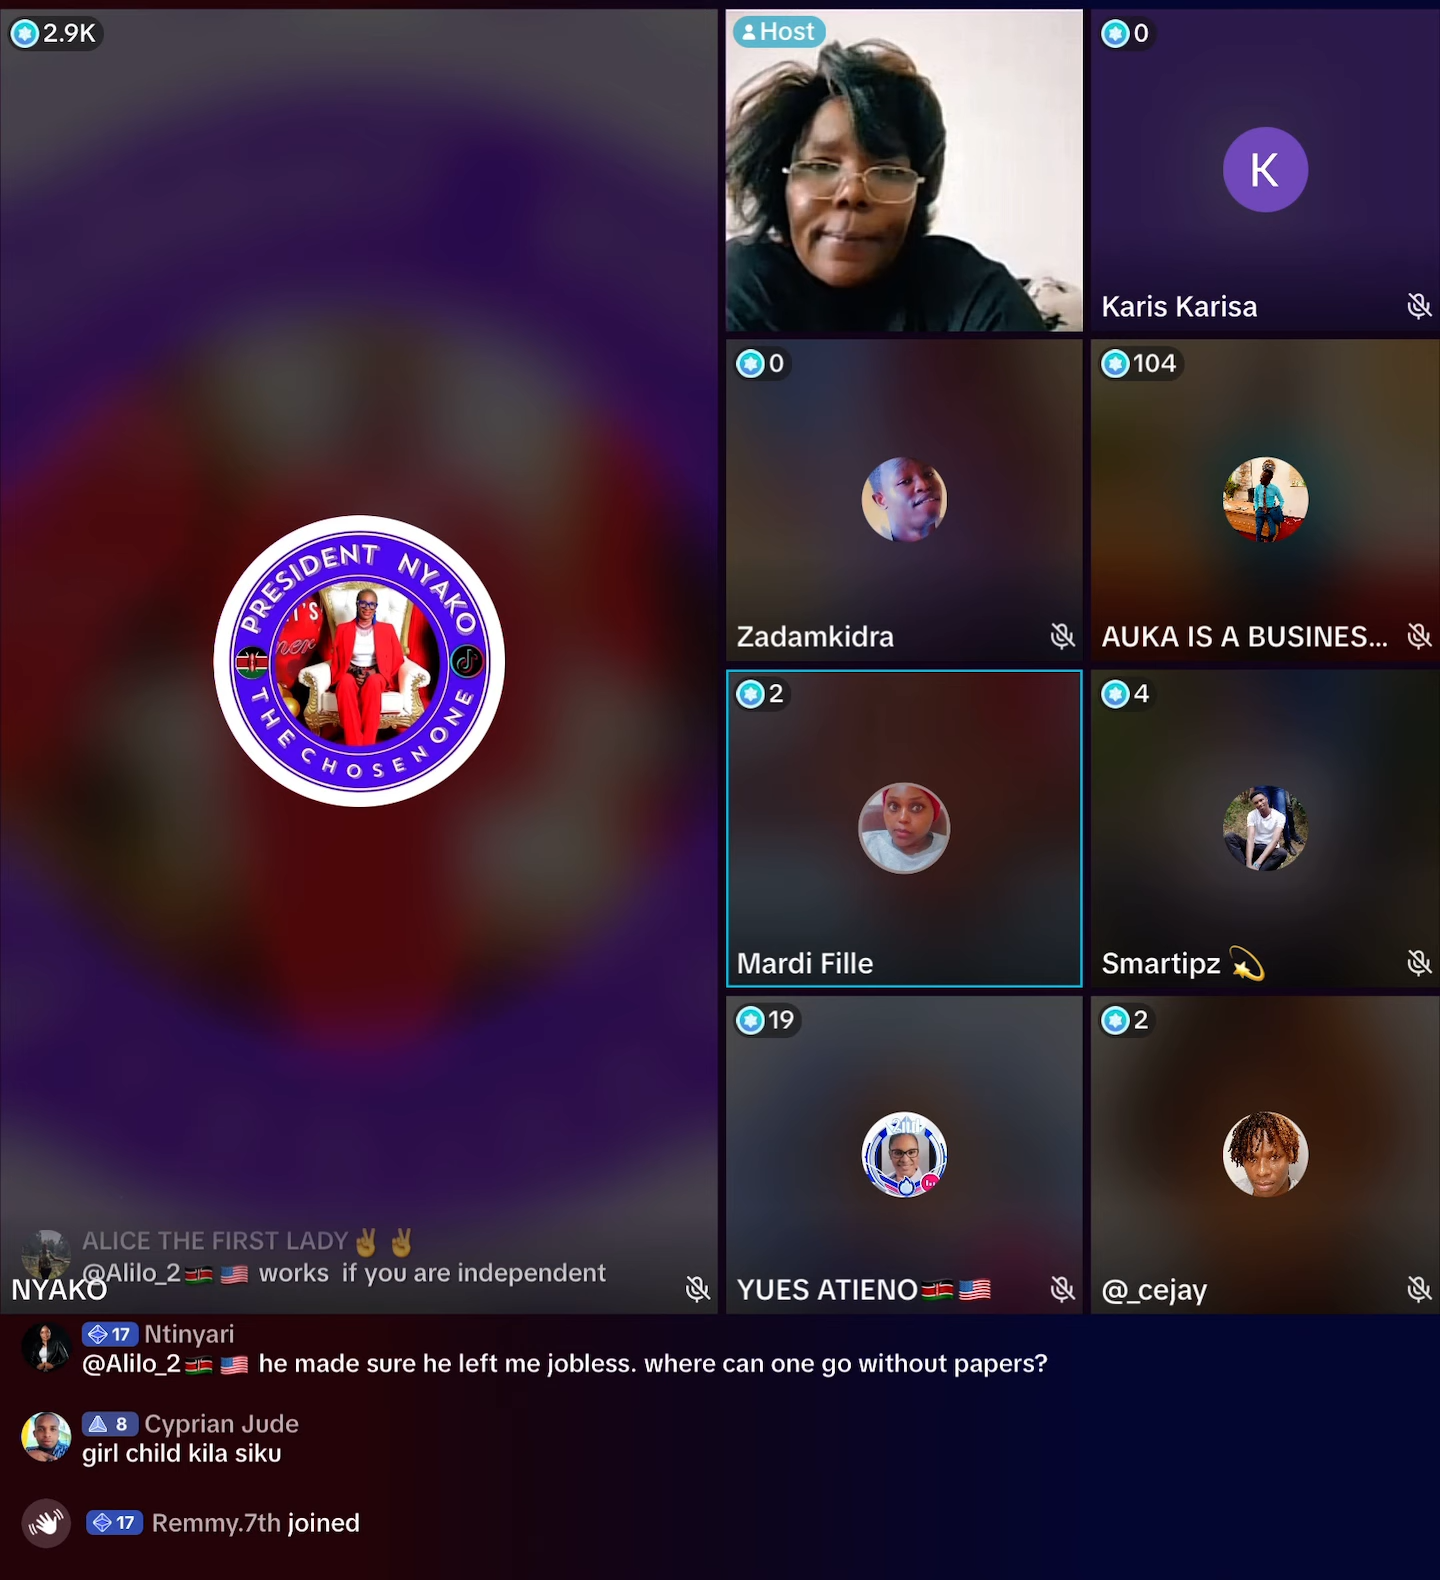 2.9K
Host
0
K
Karis Karisa
0
104
PRESIDENT NYAKO
THE CHOSEN ONE
Zadamkidra
AUKA IS A BUSINES...
2
4
Mardi Fille
Smartipz 💫
19
2
ALICE THE FIRST LADY✌️ ✌️
@Alilo_2🇰🇪 🇺🇸 works if you are independent
NYAKO
YUES ATIENO🇰🇪🇺🇸
@_cejay
17 Ntinyari
@Alilo_2🇰🇪 🇺🇸 he made sure he left me jobless. where can one go without papers?
8 Cyprian Jude
girl child kila siku
17 Remmy.7th joined